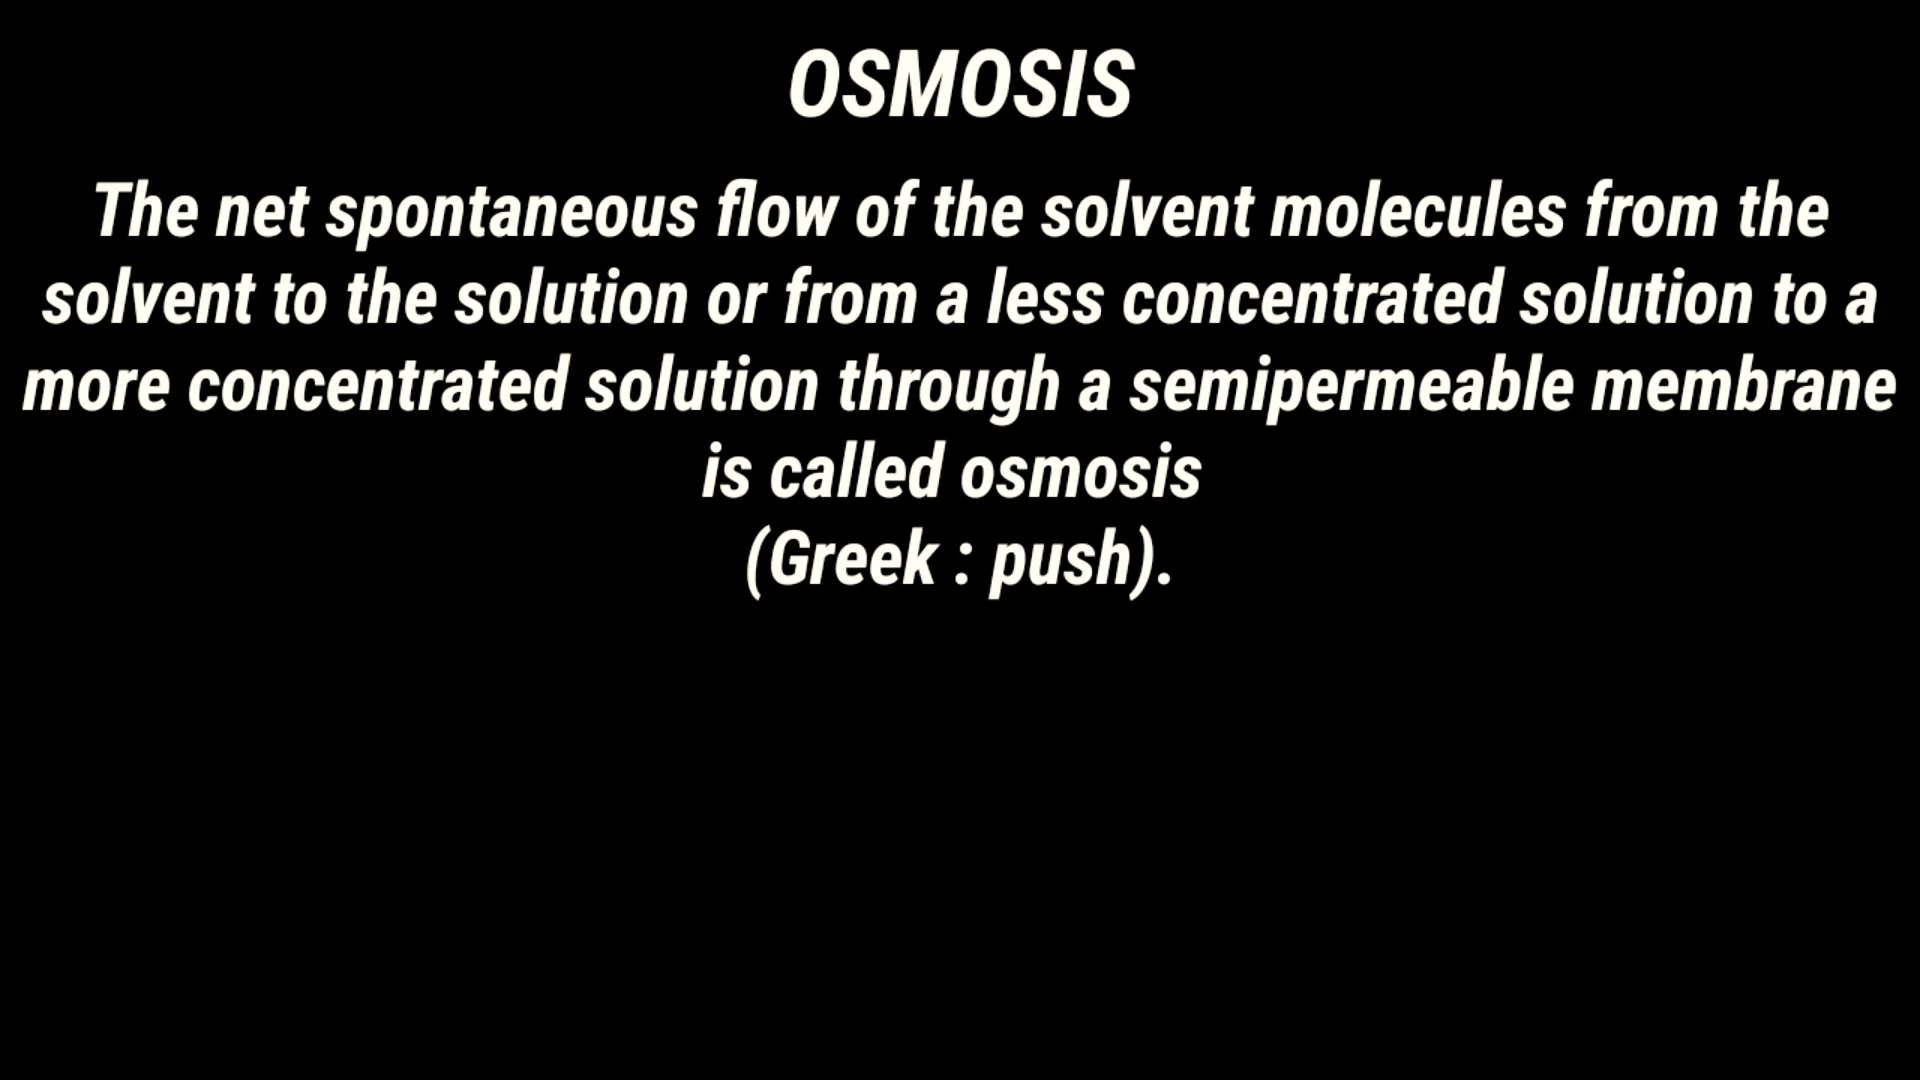 OSMOSIS
The net spontaneous flow of the solvent molecules from the
solvent to the solution or from a less concentrated solution to a
more concentrated solution through a semipermeable membrane
is called osmosis
(Greek : push).